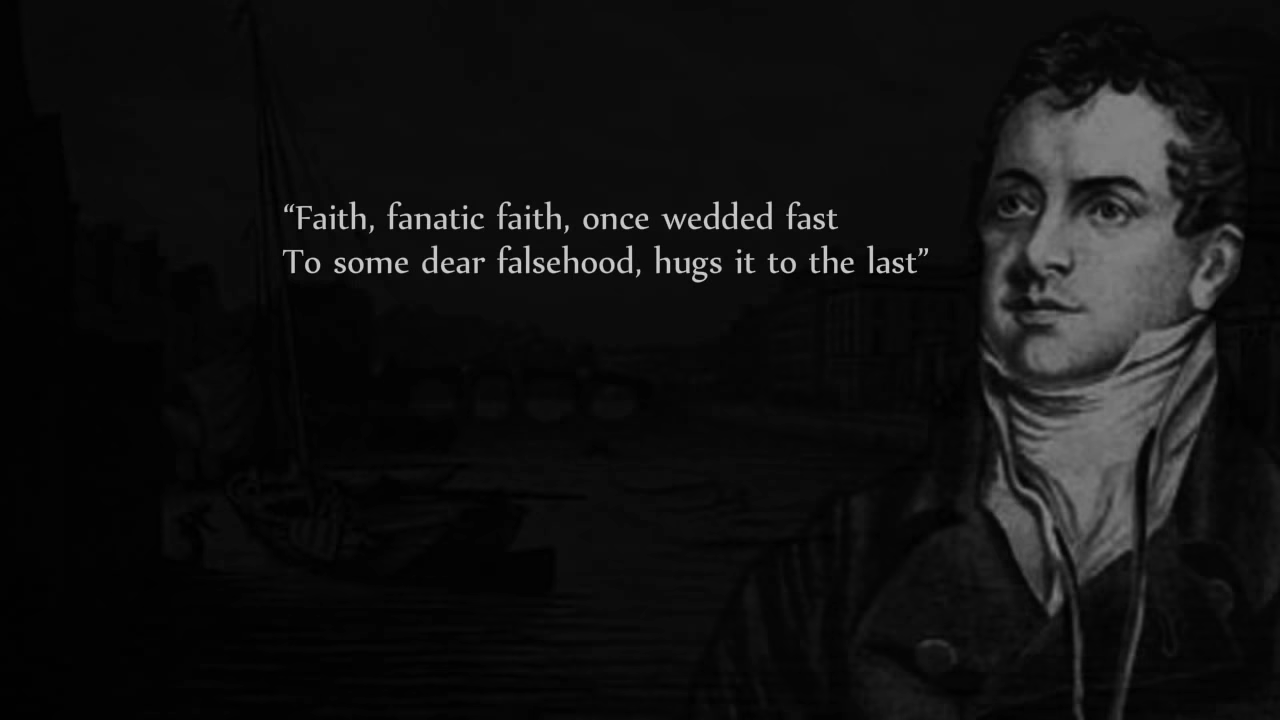 “Faith, fanatic faith, once wedded fast
To some dear falsehood, hugs it to the last”